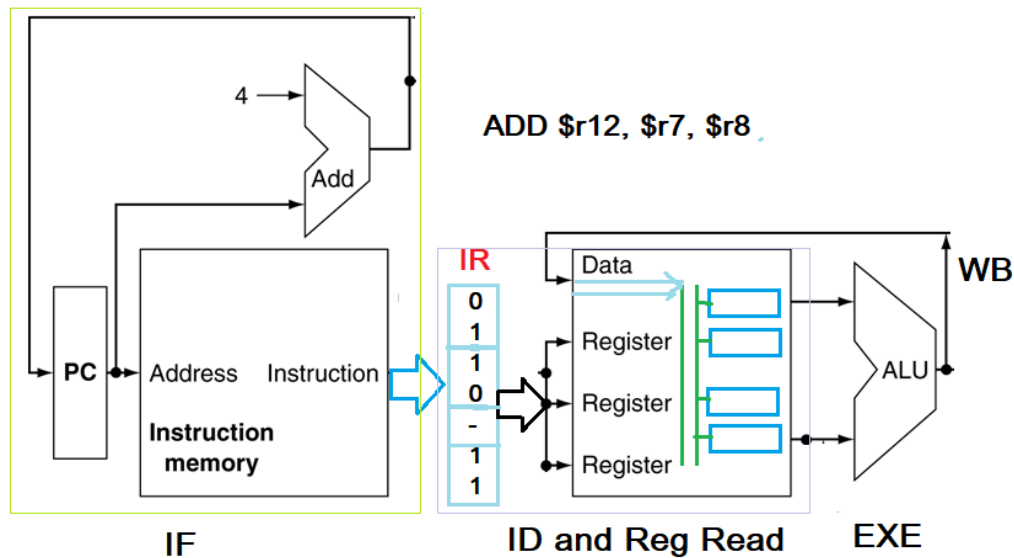 4
Add
ADD $r12, $r7, $r8
PC
Address
Instruction
Instruction
memory
IF
IR
0
1
1
0
-
1
1
Data
Register
Register
Register
ID and Reg Read
ALU
WB
EXE